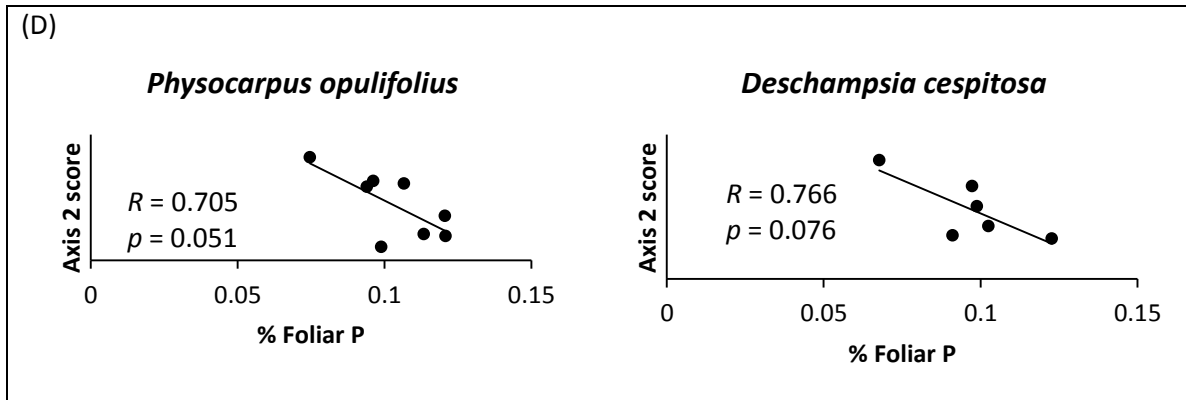 (D)
Physocarpus opulifolius
Axis 2 score
R = 0.705
p = 0.051
0 0.05 0.1 0.15
% Foliar P
Deschampsia cespitosa
Axis 2 score
R = 0.766
p = 0.076
0 0.05 0.1 0.15
% Foliar P